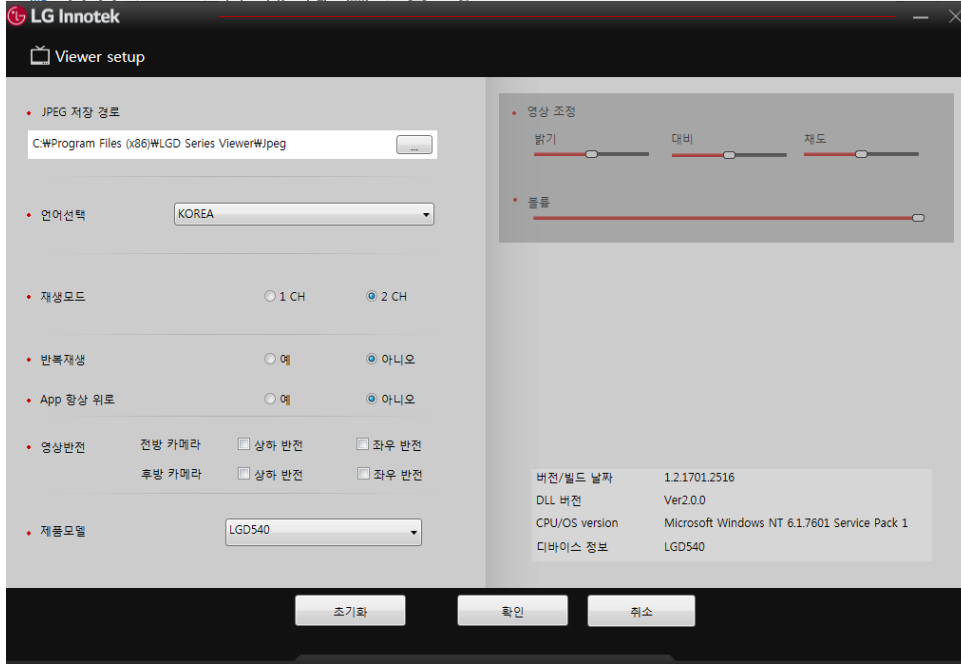 LG Innotek
Viewer setup
JPEG 저장 경로
C:₩Program Files (x86)₩LGD Series Viewer₩Jpeg
...
언어선택 KOREA
재생모드 1 CH 2 CH
반복재생 예 아니오
App 항상 위로 예 아니오
영상반전 전방 카메라 상하 반전 좌우 반전
후방 카메라 상하 반전 좌우 반전
제품모델 LGD540
영상 조정
밝기 대비 채도
볼륨
버전/빌드 날짜 1.2.1701.2516
DLL 버전 Ver2.0.0
CPU/OS version Microsoft Windows NT 6.1.7601 Service Pack 1
디바이스 정보 LGD540
초기화 확인 취소